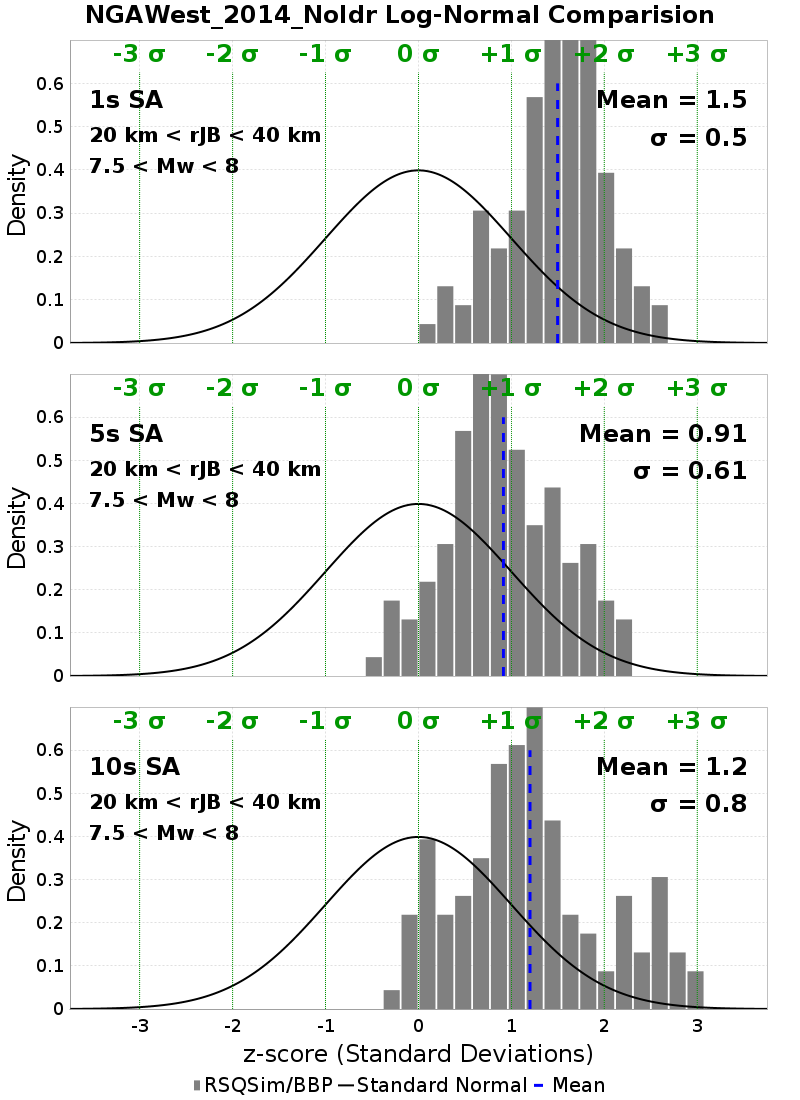 NGAWest_2014_NoIdr Log-Normal Comparision
-3 σ -2 σ -1 σ 0 σ +1 σ +2 σ +3 σ
1s SA
Mean = 1.5
20 km < rJB < 40 km
σ = 0.5
7.5 < Mw < 8
0.6
0.5
0.4
0.3
0.2
0.1
0
Density
-3 σ -2 σ -1 σ 0 σ +1 σ +2 σ +3 σ
5s SA
Mean = 0.91
20 km < rJB < 40 km
σ = 0.61
7.5 < Mw < 8
0.6
0.5
0.4
0.3
0.2
0.1
0
Density
-3 σ -2 σ -1 σ 0 σ +1 σ +2 σ +3 σ
10s SA
Mean = 1.2
20 km < rJB < 40 km
σ = 0.8
7.5 < Mw < 8
0.6
0.5
0.4
0.3
0.2
0.1
0
Density
-3 -2 -1 0 1 2 3
z-score (Standard Deviations)
RSQSim/BBP Standard Normal Mean